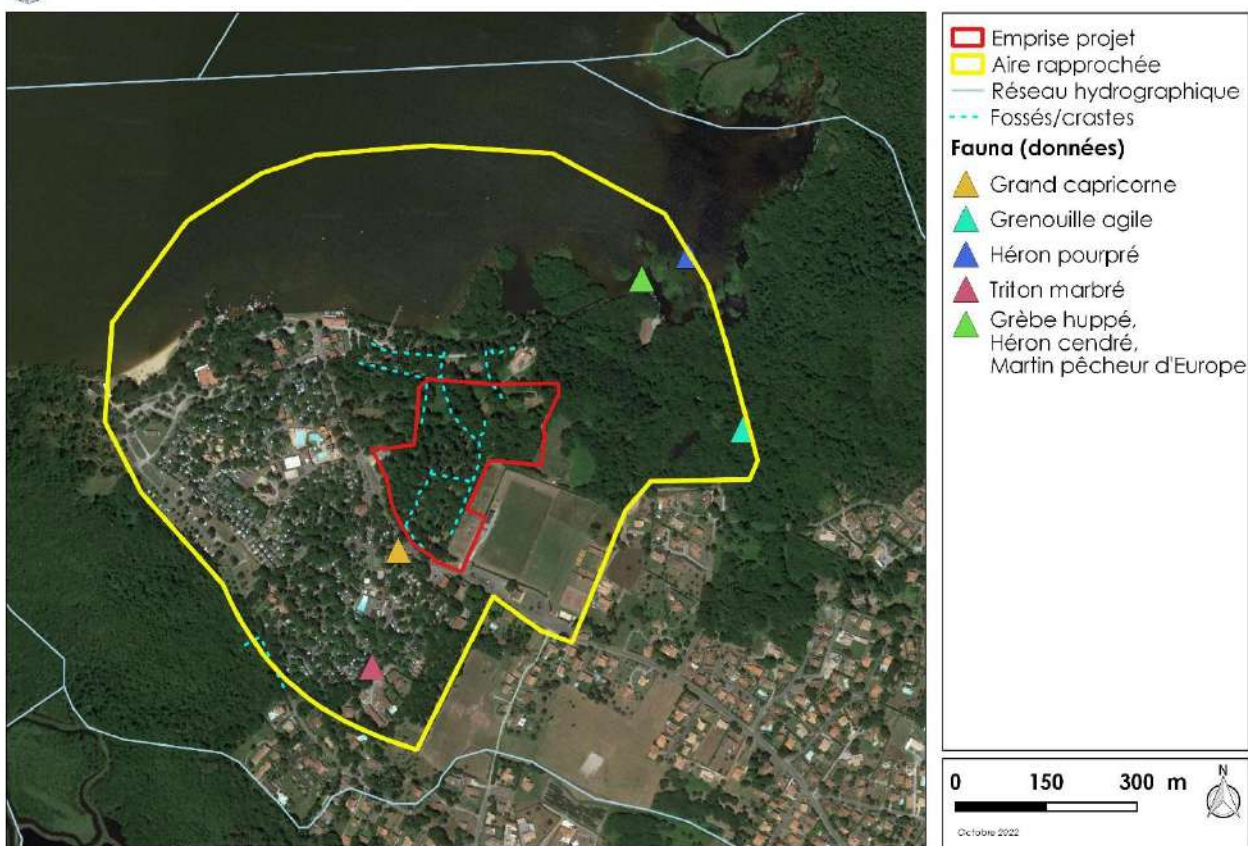 Emprise projet
Aire rapprochée
Réseau hydrographique
Fossés/crastes
Fauna (données)
Grand capricorne
Grenouille agile
Héron pourpré
Triton marbré
Grèbe huppé,
Héron cendré,
Martin pêcheur d'Europe
0 150 300 m
N
Octobre 2022